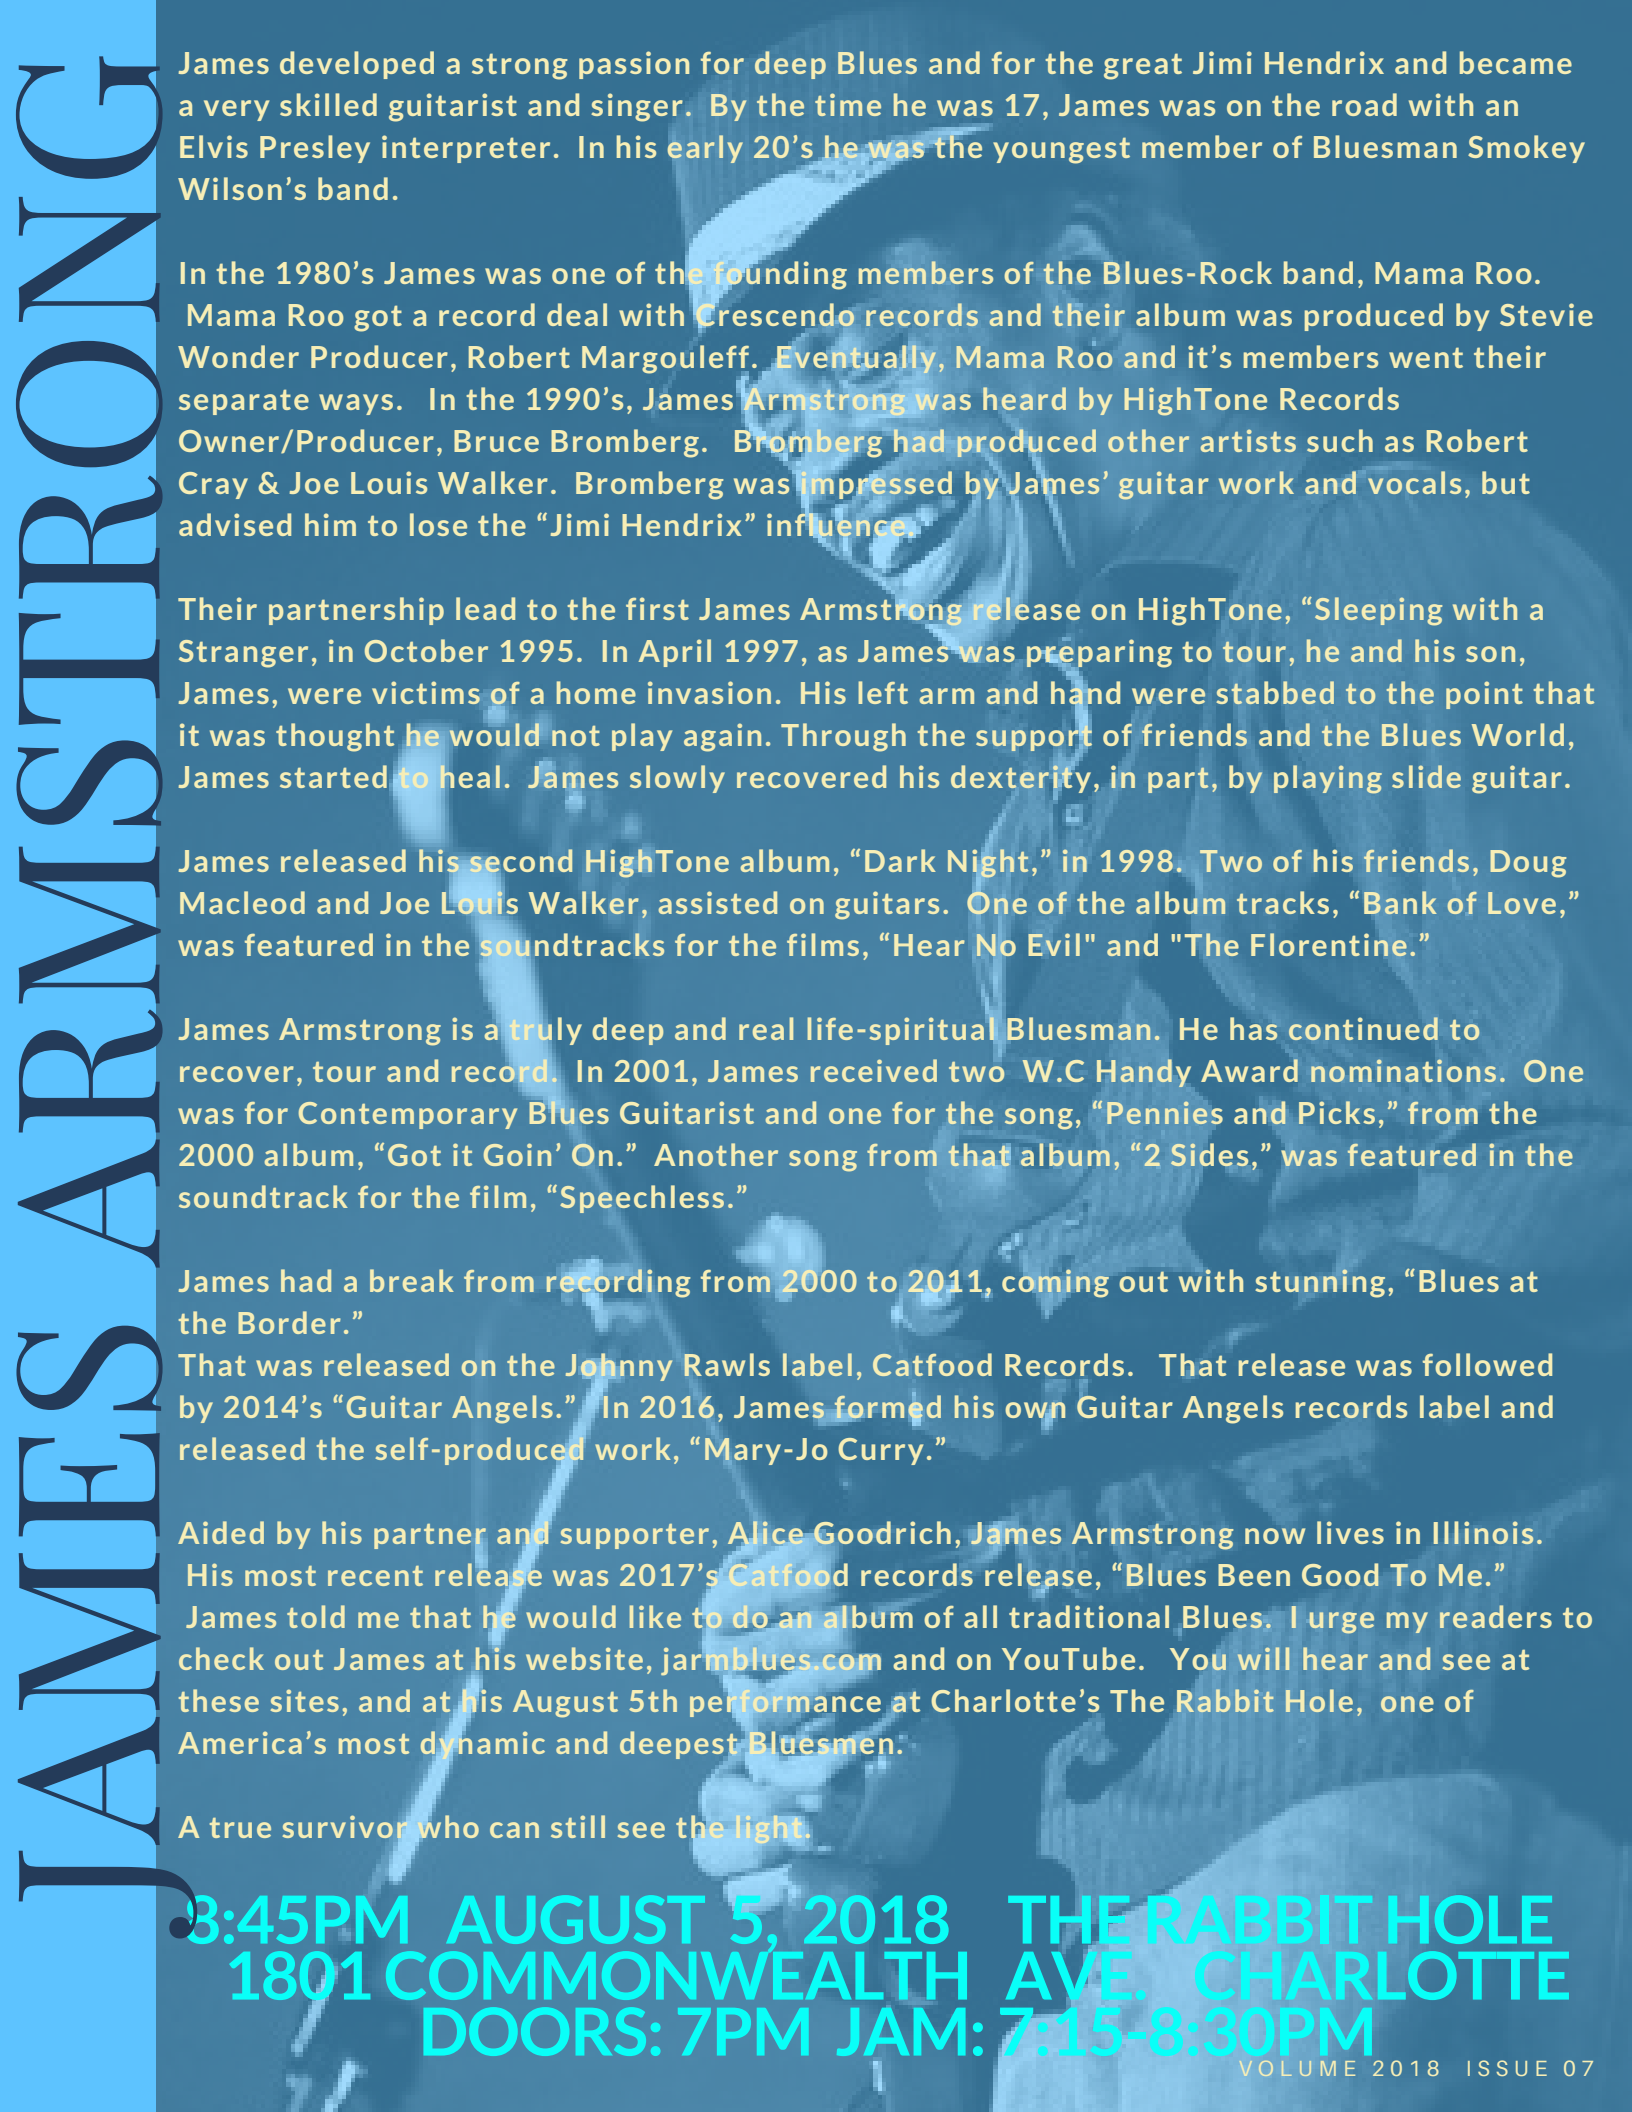 JAMES ARMSTRONG
James developed a strong passion for deep Blues and for the great Jimi Hendrix and became
a very skilled guitarist and singer.  By the time he was 17, James was on the road with an
Elvis Presley interpreter.  In his early 20’s he was the youngest member of Bluesman Smokey
Wilson’s band.
In the 1980’s James was one of the founding members of the Blues-Rock band, Mama Roo.
Mama Roo got a record deal with Crescendo records and their album was produced by Stevie
Wonder Producer, Robert Margouleff.  Eventually, Mama Roo and it’s members went their
separate ways.   In the 1990’s, James Armstrong was heard by HighTone Records
Owner/Producer, Bruce Bromberg.   Bromberg had produced other artists such as Robert
Cray & Joe Louis Walker.  Bromberg was impressed by James’ guitar work and vocals, but
advised him to lose the “Jimi Hendrix” influence.
Their partnership lead to the first James Armstrong release on HighTone, “Sleeping with a
Stranger, in October 1995.  In April 1997, as James was preparing to tour, he and his son,
James, were victims of a home invasion.  His left arm and hand were stabbed to the point that
it was thought he would not play again. Through the support of friends and the Blues World,
James started to heal.  James slowly recovered his dexterity, in part, by playing slide guitar.
James released his second HighTone album, “Dark Night,” in 1998.  Two of his friends, Doug
Macleod and Joe Louis Walker, assisted on guitars.  One of the album tracks, “Bank of Love,”
was featured in the soundtracks for the films, “Hear No Evil" and "The Florentine.”
James Armstrong is a truly deep and real life-spiritual Bluesman.  He has continued to
recover, tour and record.  In 2001, James received two  W.C Handy Award nominations.  One
was for Contemporary Blues Guitarist and one for the song, “Pennies and Picks,” from the
2000 album, “Got it Goin’ On.”  Another song from that album, “2 Sides,” was featured in the
soundtrack for the film, “Speechless.”
James had a break from recording from 2000 to 2011, coming out with stunning, “Blues at
the Border.”
That was released on the Johnny Rawls label, Catfood Records.   That release was followed
by 2014’s “Guitar Angels.”   In 2016, James formed his own Guitar Angels records label and
released the self-produced work, “Mary-Jo Curry.”
Aided by his partner and supporter, Alice Goodrich, James Armstrong now lives in Illinois.
His most recent release was 2017’s Catfood records release, “Blues Been Good To Me.”
James told me that he would like to do an album of all traditional Blues.  I urge my readers to
check out James at his website, jarmblues.com and on YouTube.   You will hear and see at
these sites, and at his August 5th performance at Charlotte’s The Rabbit Hole,  one of
America’s most dynamic and deepest Bluesmen.
A true survivor who can still see the light.
8:45PM   AUGUST  5,  2018    THE RABBIT HOLE
1801 COMMONWEALTH   AVE.    CHARLOTTE
DOORS: 7PM  JAM: 7:15-8:30PM
VOLUME 2018  ISSUE 07